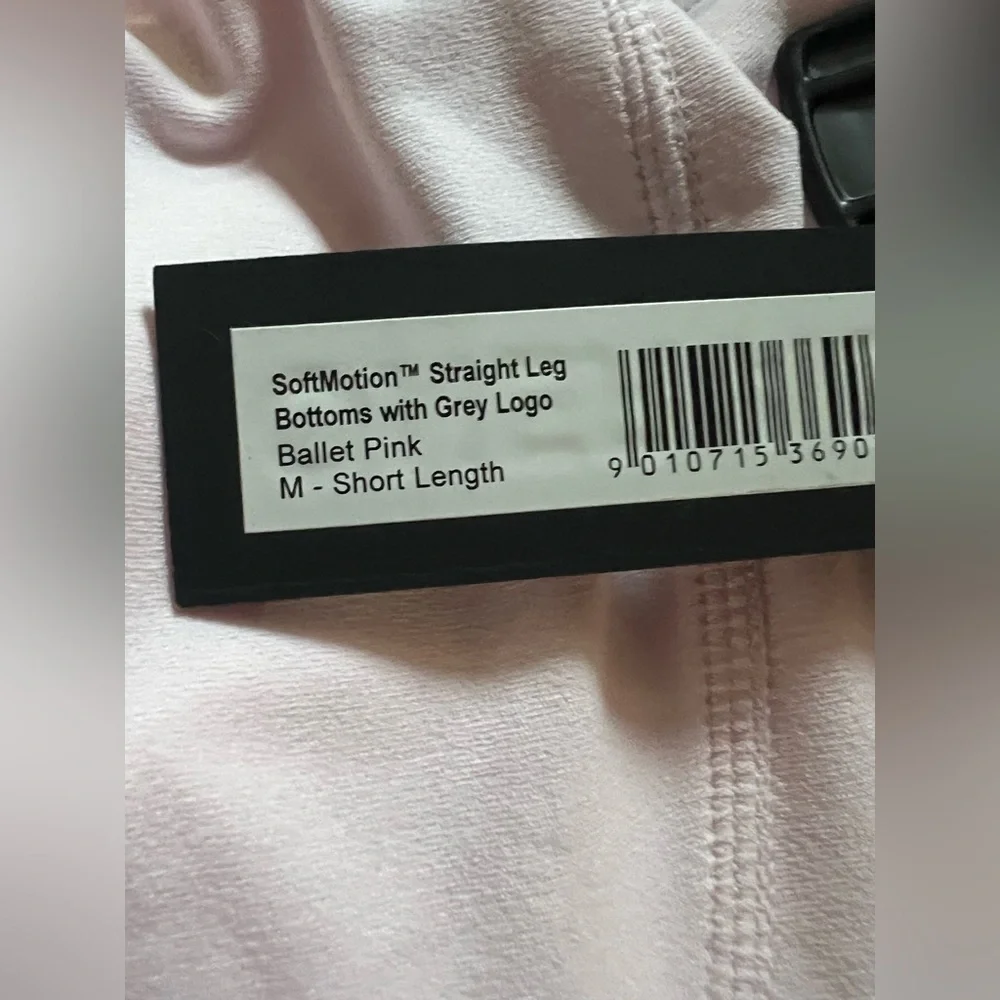 SoftMotion™ Straight Leg
Bottoms with Grey Logo
Ballet Pink
M - Short Length
9 010715 3690